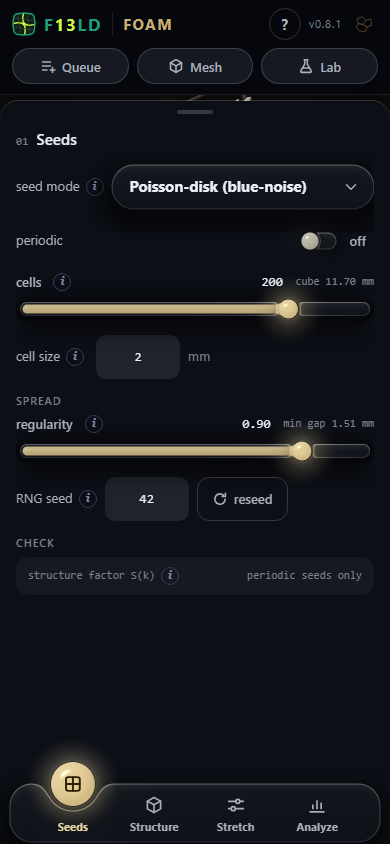 F13LD FOAM ? v0.8.1
Queue Mesh Lab
01 Seeds
seed mode i Poisson-disk (blue-noise)
periodic off
cells i 200 cube 11.70 mm
cell size i 2 mm
SPREAD
regularity i 0.90 min gap 1.51 mm
RNG seed i 42 reseed
CHECK
structure factor S(k) i periodic seeds only
Seeds Structure Stretch Analyze